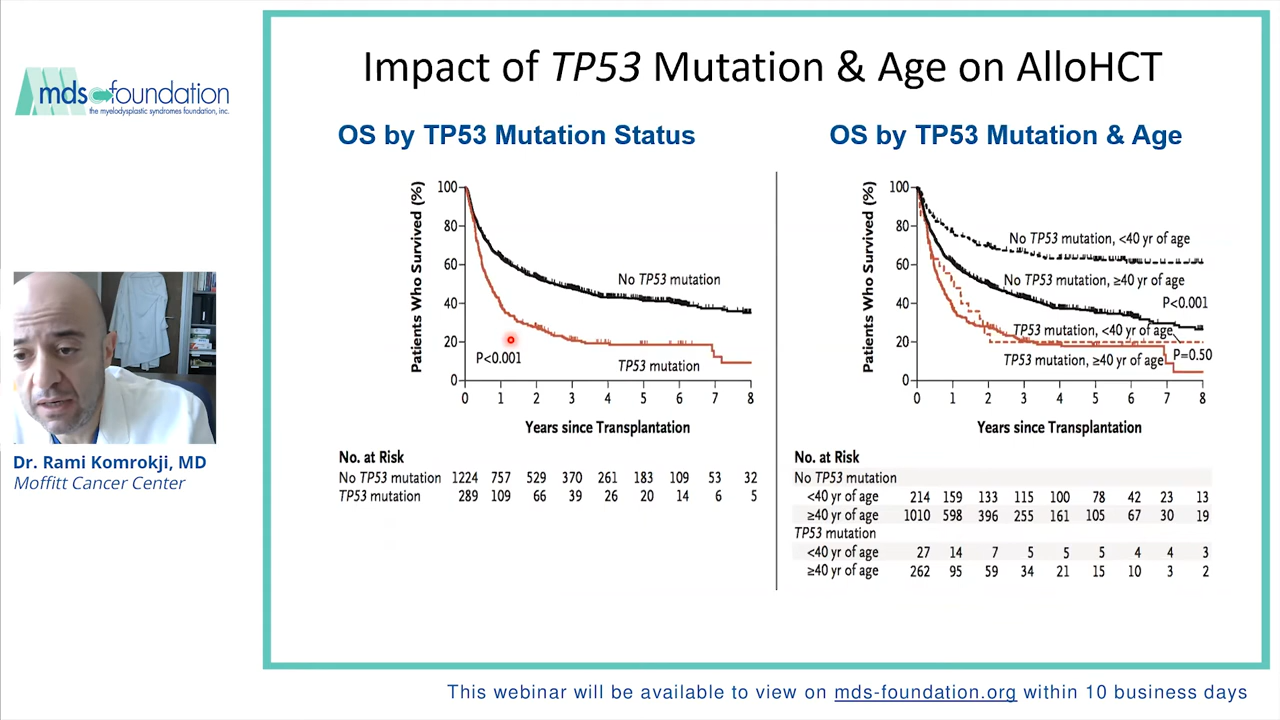 mds foundation
the myelodysplastic syndromes foundation, inc.
Impact of TP53 Mutation & Age on AlloHCT
OS by TP53 Mutation Status
Patients Who Survived (%)
100
80
60
40
20
0
No TP53 mutation
P<0.001
TP53 mutation
0 1 2 3 4 5 6 7 8
Years since Transplantation
No. at Risk
No TP53 mutation 1224 757 529 370 261 183 109 53 32
TP53 mutation 289 109 66 39 26 20 14 6 5
OS by TP53 Mutation & Age
Patients Who Survived (%)
100
80
60
40
20
0
No TP53 mutation, <40 yr of age
No TP53 mutation, ≥40 yr of age
P<0.001
TP53 mutation, <40 yr of age
P=0.50
TP53 mutation, ≥40 yr of age
0 1 2 3 4 5 6 7 8
Years since Transplantation
No. at Risk
No TP53 mutation
<40 yr of age 214 159 133 115 100 78 42 23 13
≥40 yr of age 1010 598 396 255 161 105 67 30 19
TP53 mutation
<40 yr of age 27 14 7 5 5 5 4 4 3
≥40 yr of age 262 95 59 34 21 15 10 3 2
Dr. Rami Komrokji, MD
Moffitt Cancer Center
This webinar will be available to view on mds-foundation.org within 10 business days